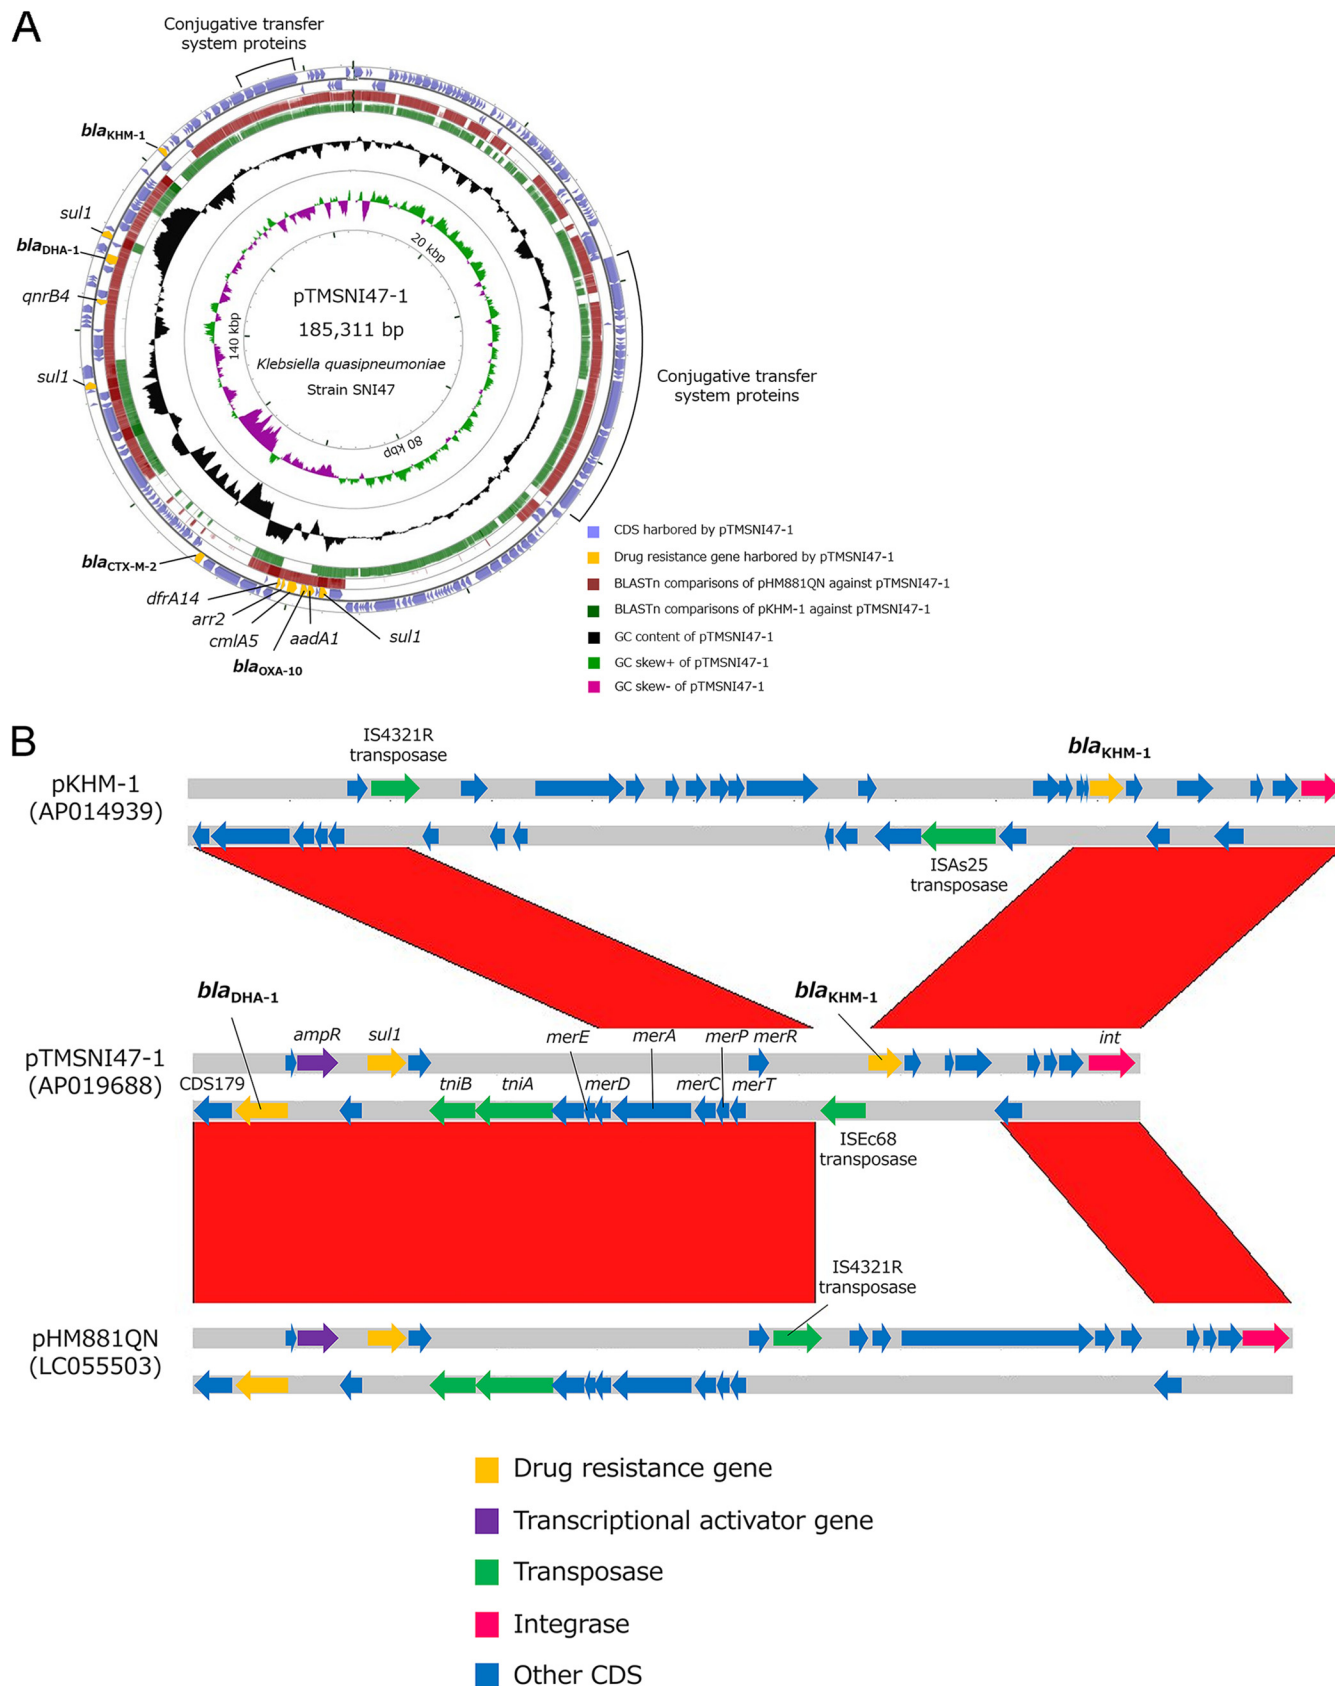 A
Conjugative transfer
system proteins
blaKHM-1
sul1
blaDHA-1
qnrB4
sul1
blaCTX-M-2
dfrA14
arr2
cmlA5
blaOXA-10
aadA1
sul1
20 kbp
80 kbp
140 kbp
pTMSNI47-1
185,311 bp
Klebsiella quasipneumoniae
Strain SNI47
Conjugative transfer
system proteins
CDS harbored by pTMSNI47-1
Drug resistance gene harbored by pTMSNI47-1
BLASTn comparisons of pHM881QN against pTMSNI47-1
BLASTn comparisons of pKHM-1 against pTMSNI47-1
GC content of pTMSNI47-1
GC skew+ of pTMSNI47-1
GC skew- of pTMSNI47-1
B
IS4321R
transposase
blaKHM-1
pKHM-1
(AP014939)
ISAs25
transposase
blaDHA-1
blaKHM-1
ampR sul1 merE merA merP merR int
pTMSNI47-1
(AP019688)
CDS179 tniB tniA merD merC merT
ISEc68
transposase
IS4321R
transposase
pHM881QN
(LC055503)
Drug resistance gene
Transcriptional activator gene
Transposase
Integrase
Other CDS